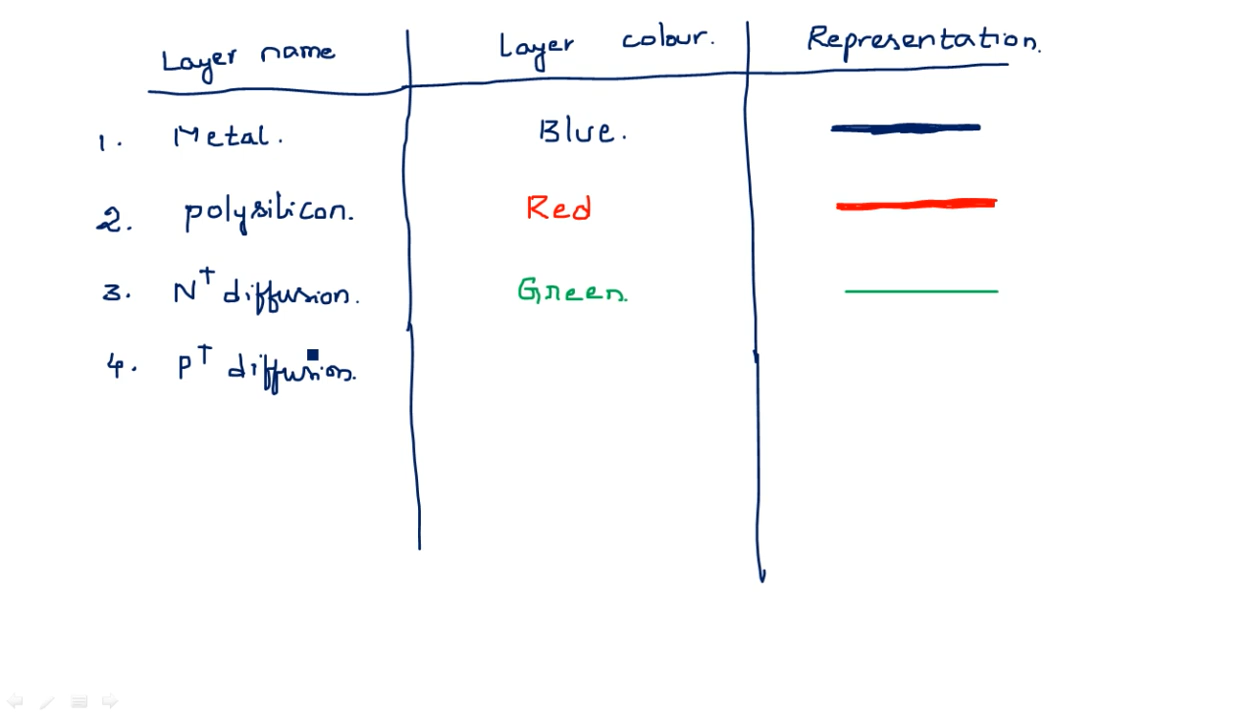 Layer name Layer colour. Representation.
1. Metal. Blue.
2. polysilicon. Red
3. N+ diffusion. Green.
4. P+ diffusion.